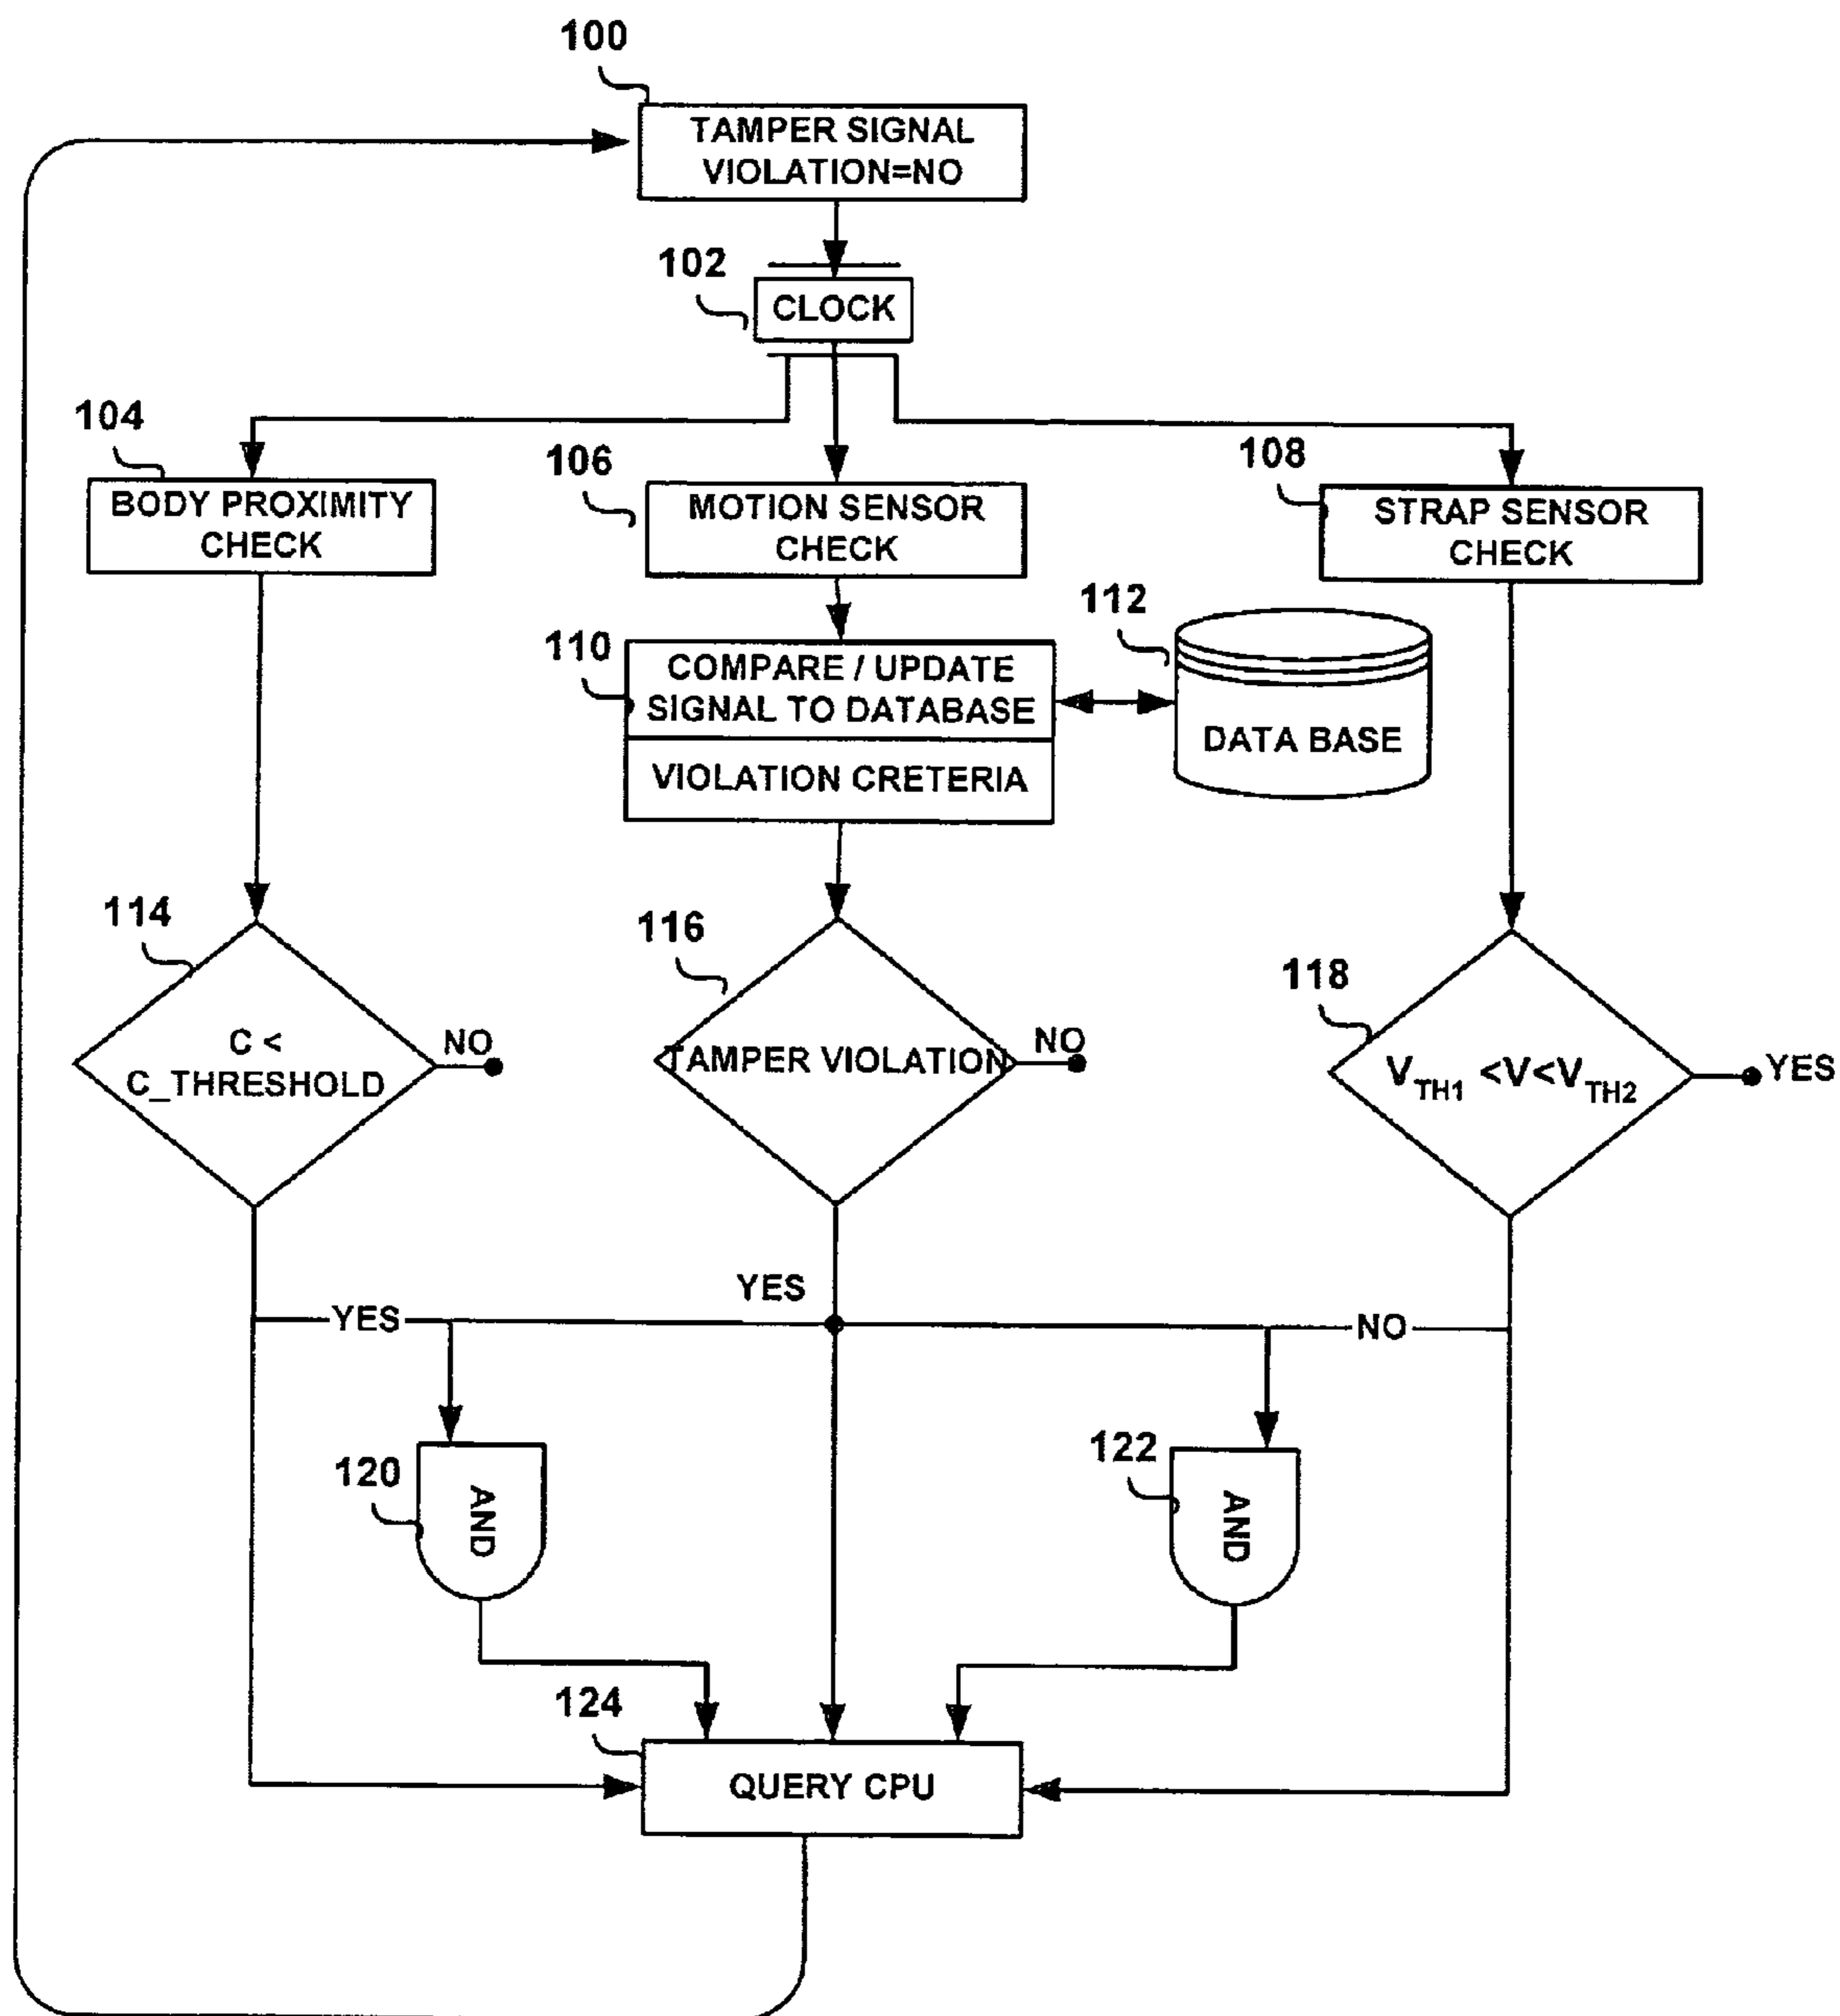 100
TAMPER SIGNAL
VIOLATION=NO
102
CLOCK
104
BODY PROXIMITY
CHECK
106
MOTION SENSOR
CHECK
108
STRAP SENSOR
CHECK
110
COMPARE / UPDATE
SIGNAL TO DATABASE
VIOLATION CRETERIA
112
DATA BASE
114
C <
C_THRESHOLD
NO
116
TAMPER VIOLATION
NO
118
V_TH1 <V<V_TH2
YES
YES
YES
NO
120
AND
122
AND
124
QUERY CPU